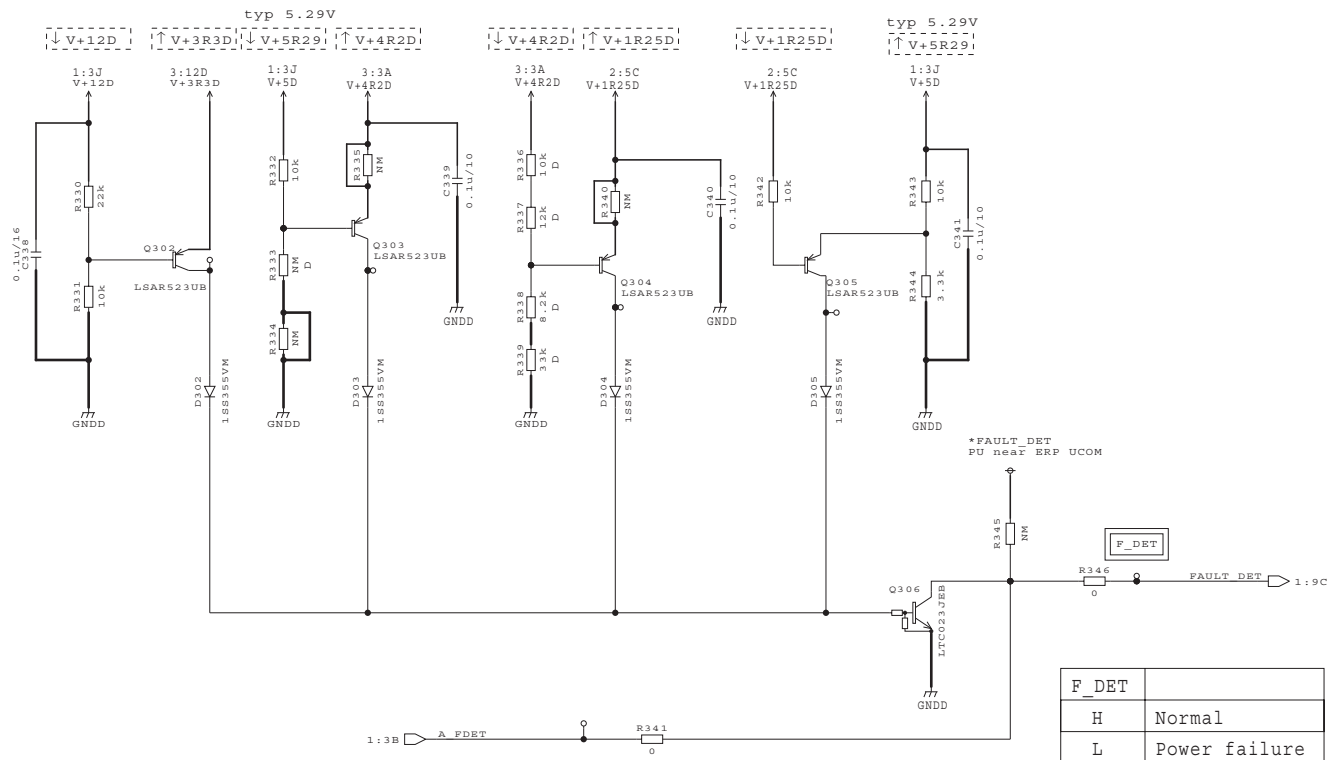 typ 5.29V
typ 5.29V
↓ V+12D
↑ V+3R3D
↓ V+5R29
↑ V+4R2D
↓ V+4R2D
↑ V+1R25D
↓ V+1R25D
↑ V+5R29
1:3J
V+12D
3:12D
V+3R3D
1:3J
V+5D
3:3A
V+4R2D
3:3A
V+4R2D
2:5C
V+1R25D
2:5C
V+1R25D
1:3J
V+5D
R330
22k
R331
10k
C338
0.1u/16
Q302
LSAR523UB
R332
10k
R333
NM
D
R334
NM
R335
NM
C339
0.1u/10
Q303
LSAR523UB
R336
10k
D
R337
12k
D
R338
8.2k
D
R339
33k
D
R340
NM
C340
0.1u/10
Q304
LSAR523UB
R342
10k
Q305
LSAR523UB
R343
10k
R344
3.3k
C341
0.1u/10
GNDD
GNDD
GNDD
GNDD
GNDD
GNDD
D302
1SS355VM
D303
1SS355VM
D304
1SS355VM
D305
1SS355VM
*FAULT_DET
PU near ERP UCOM
R345
NM
F_DET
R346
0
FAULT_DET
1:9C
Q306
LTC023JEB
GNDD
1:3B
A_FDET
R341
0
F_DET
H Normal
L Power failure